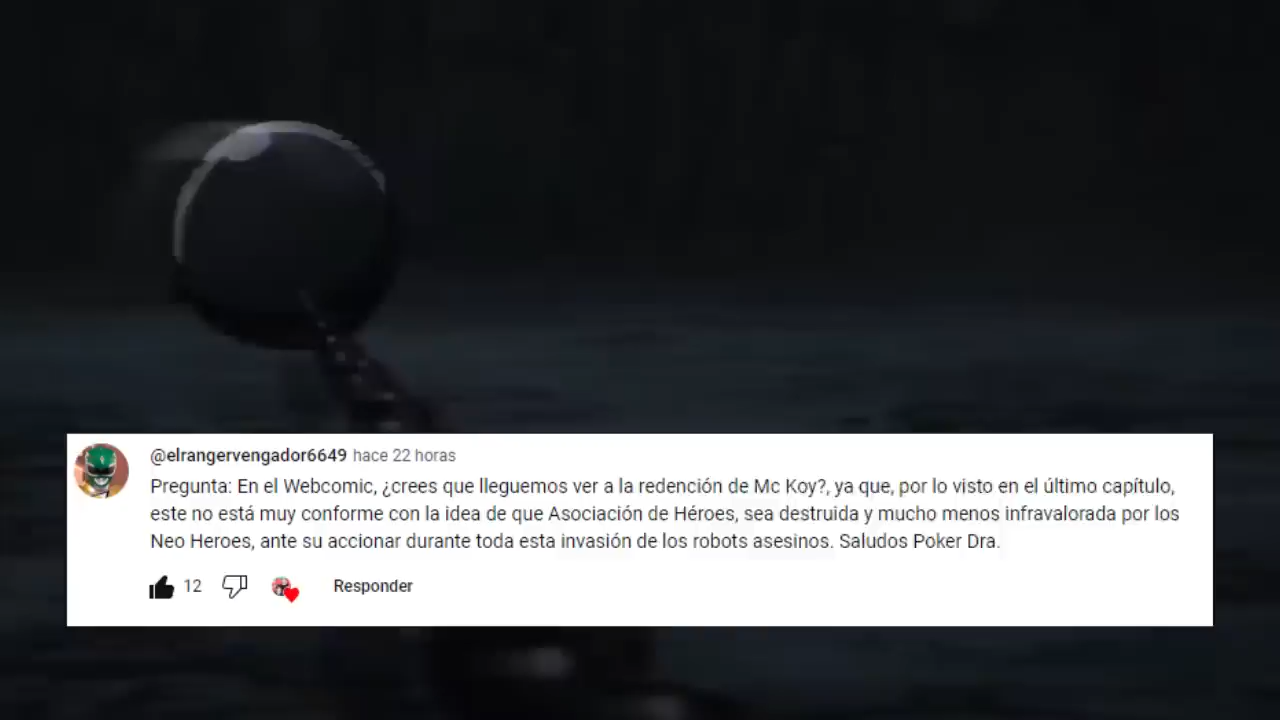 @elrangervengador6649 hace 22 horas
Pregunta: En el Webcomic, ¿crees que lleguemos ver a la redención de Mc Koy?, ya que, por lo visto en el último capítulo,
este no está muy conforme con la idea de que Asociación de Héroes, sea destruida y mucho menos infravalorada por los
Neo Heroes, ante su accionar durante toda esta invasión de los robots asesinos. Saludos Poker Dra.
12 Responder